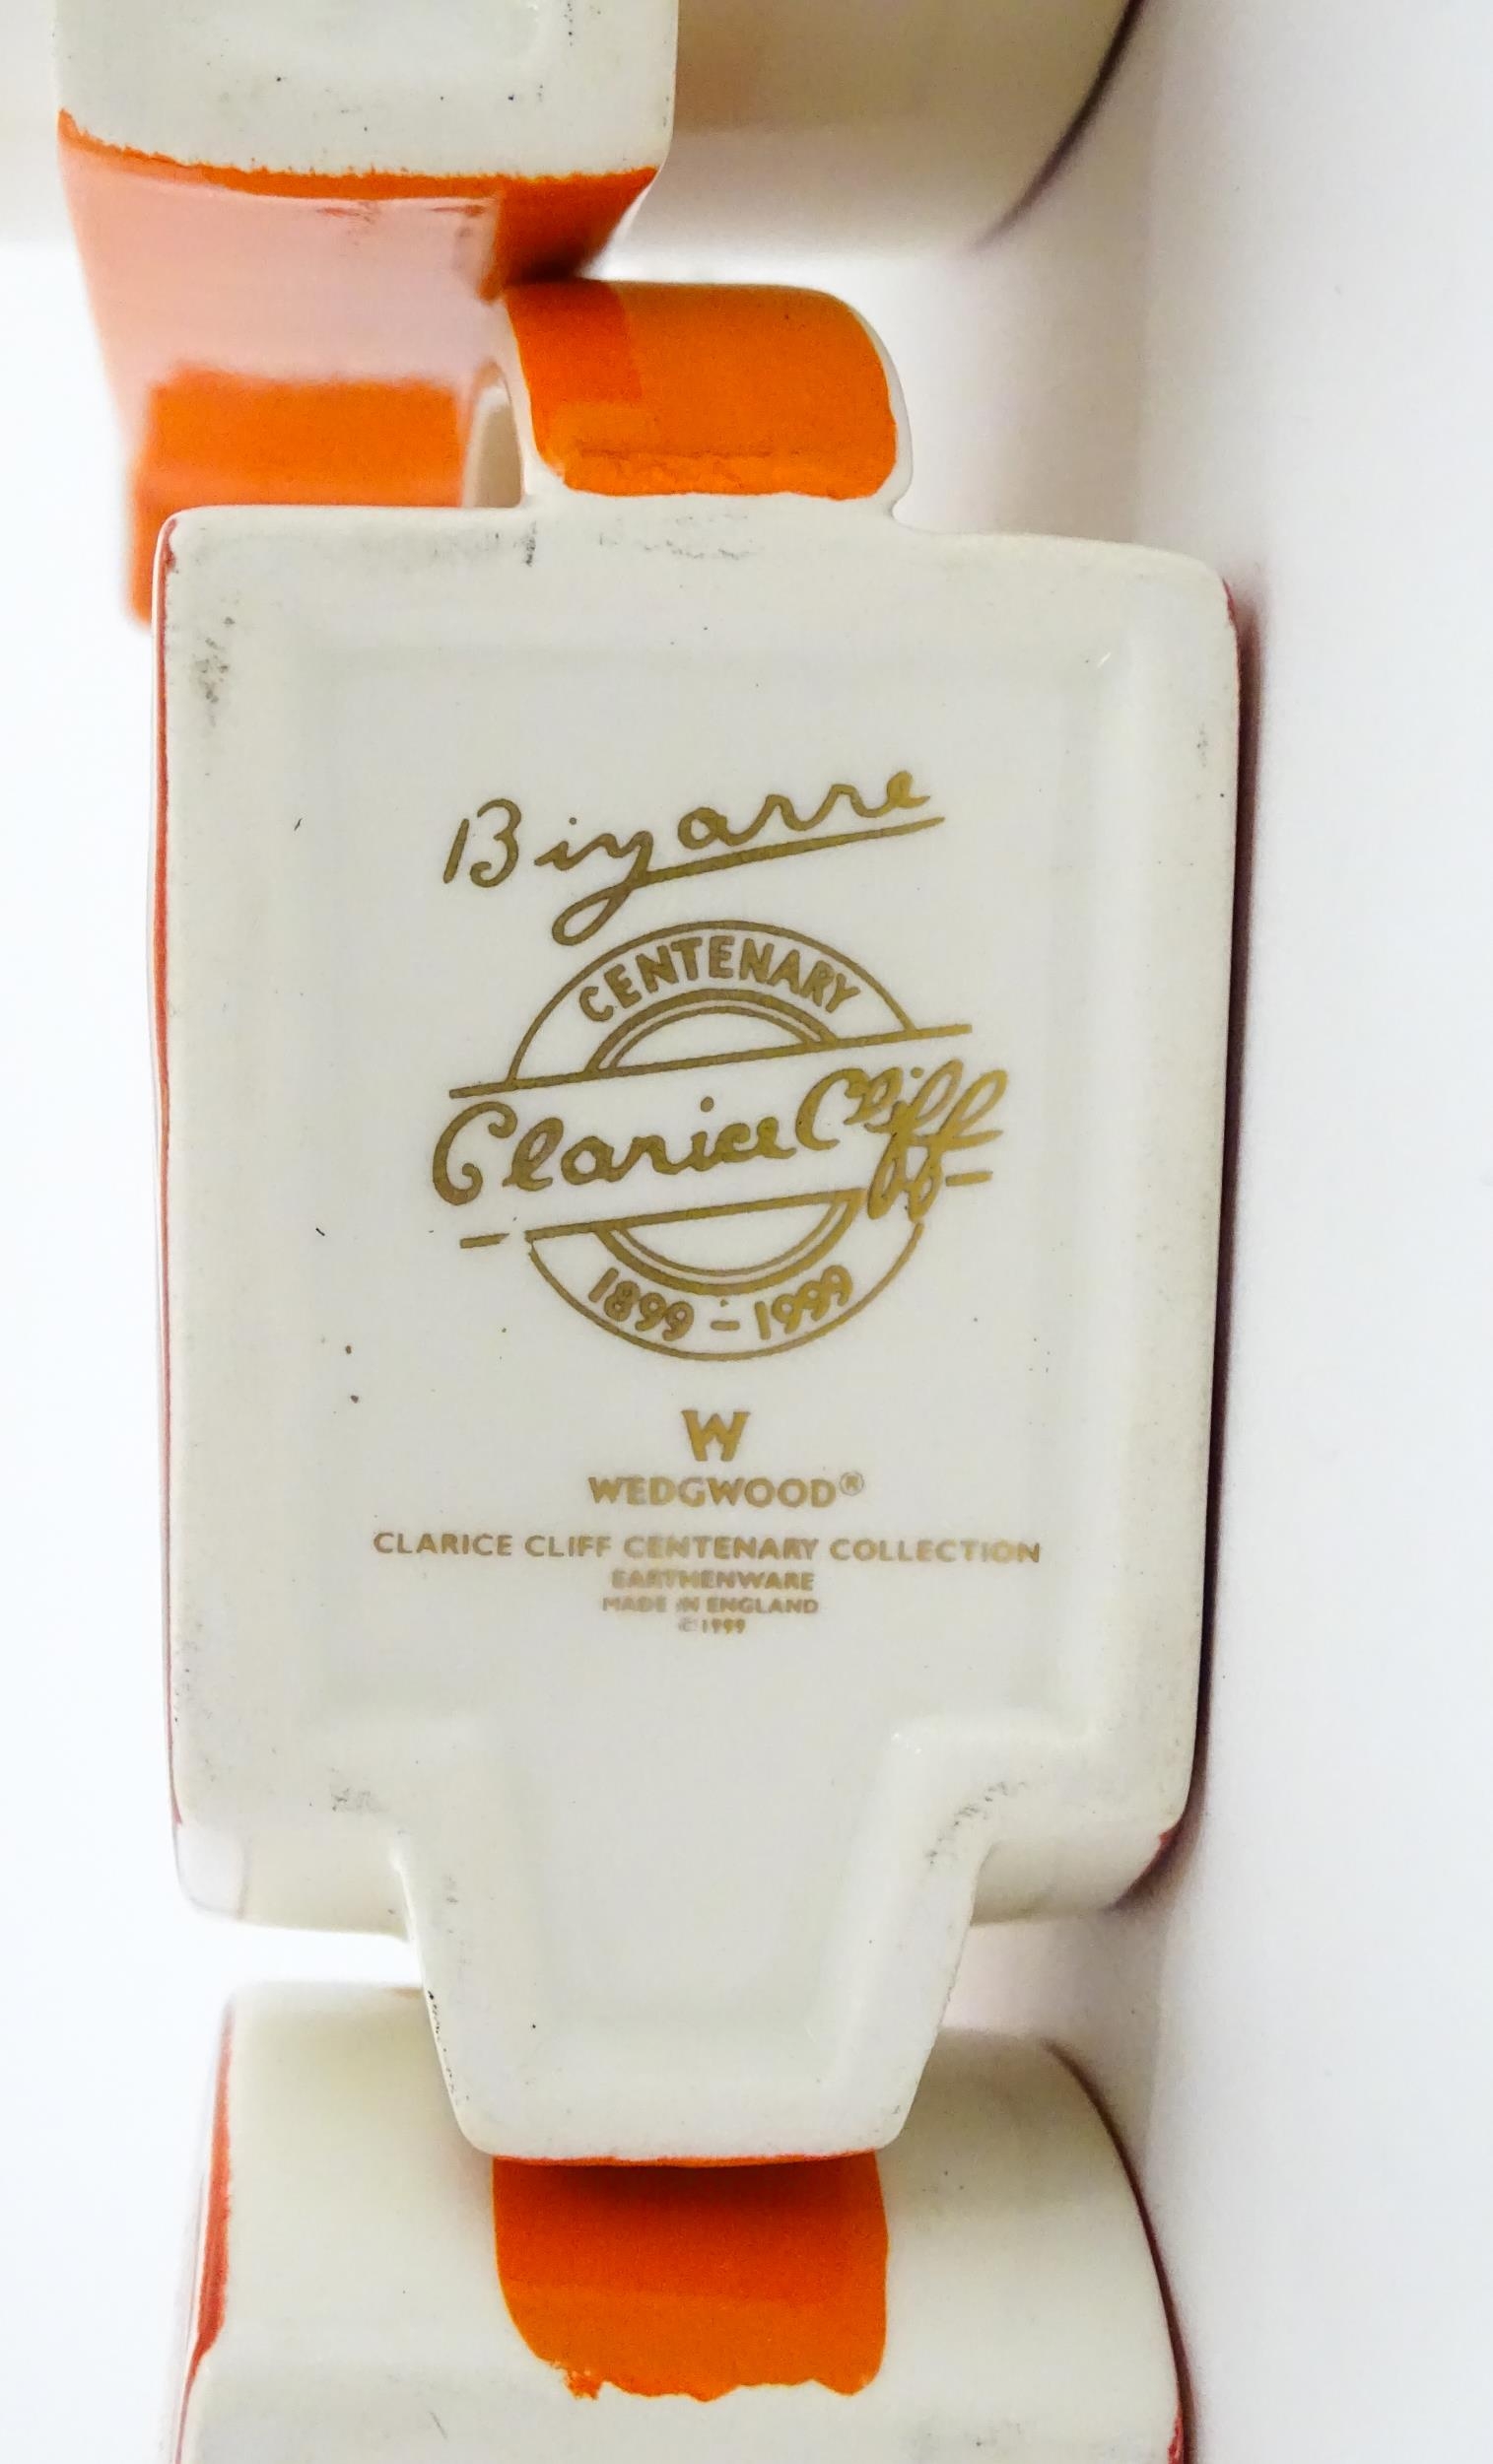 Bizarre
CENTENARY
Clarice Cliff
1899 - 1999
W
WEDGWOOD®
CLARICE CLIFF CENTENARY COLLECTION
EARTHENWARE
MADE IN ENGLAND
© 1999